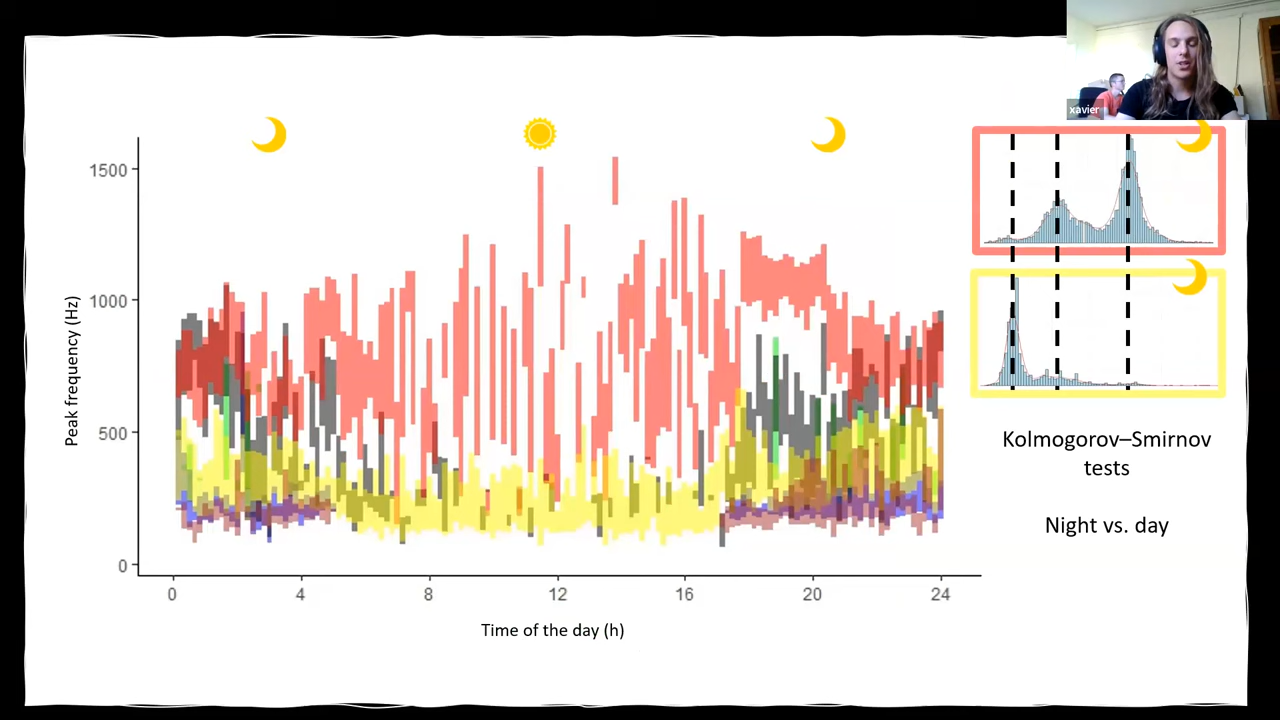 xavier
1500
1000
500
0
Peak frequency (Hz)
0 4 8 12 16 20 24
Time of the day (h)
Kolmogorov–Smirnov
tests
Night vs. day